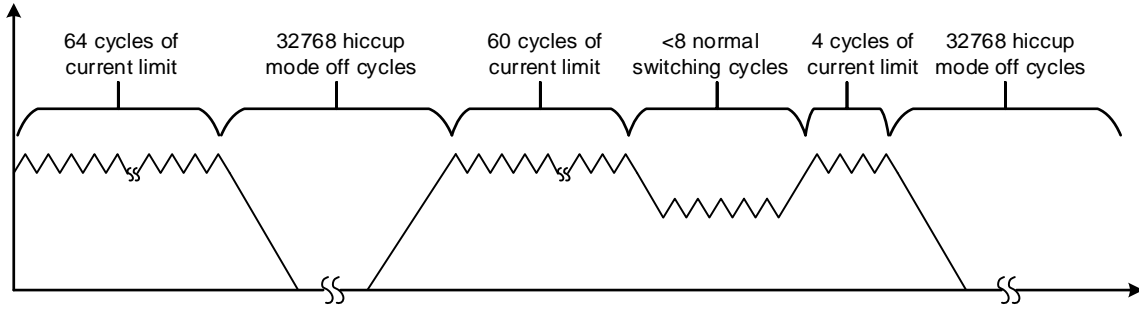 64 cycles of
current limit
32768 hiccup
mode off cycles
60 cycles of
current limit
<8 normal
switching cycles
4 cycles of
current limit
32768 hiccup
mode off cycles